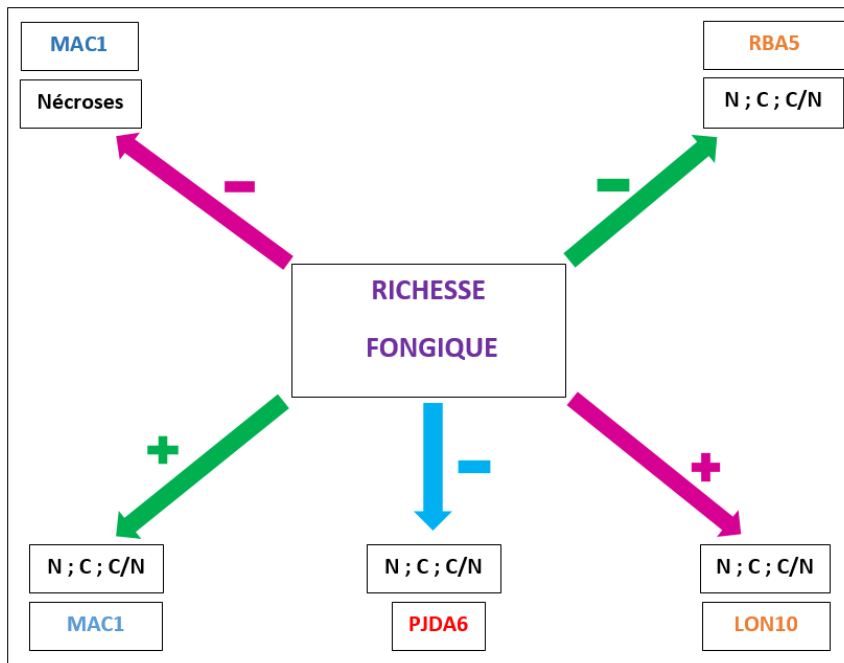 MAC1
RBA5
Nécroses
N ; C ; C/N
−
−
RICHESSE
FONGIQUE
+
−
+
N ; C ; C/N
N ; C ; C/N
N ; C ; C/N
MAC1
PJDA6
LON10